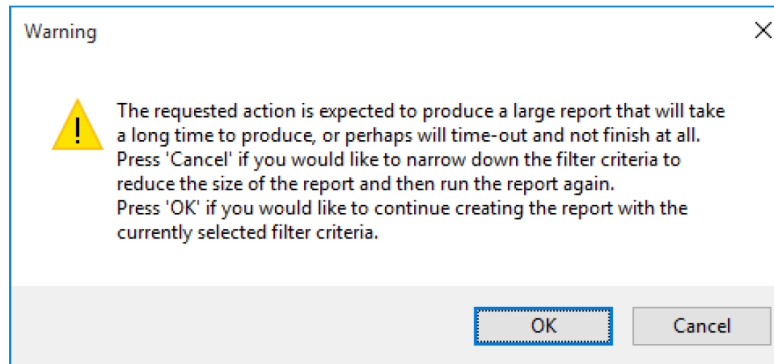 Warning
The requested action is expected to produce a large report that will take
a long time to produce, or perhaps will time-out and not finish at all.
Press 'Cancel' if you would like to narrow down the filter criteria to
reduce the size of the report and then run the report again.
Press 'OK' if you would like to continue creating the report with the
currently selected filter criteria.
OK
Cancel